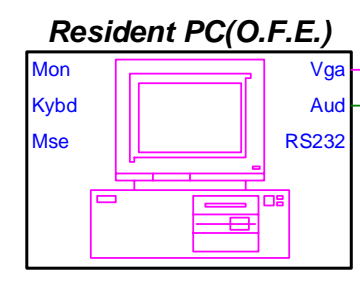 Resident PC(O.F.E.)
Mon Vga
Kybd Aud
Mse RS232